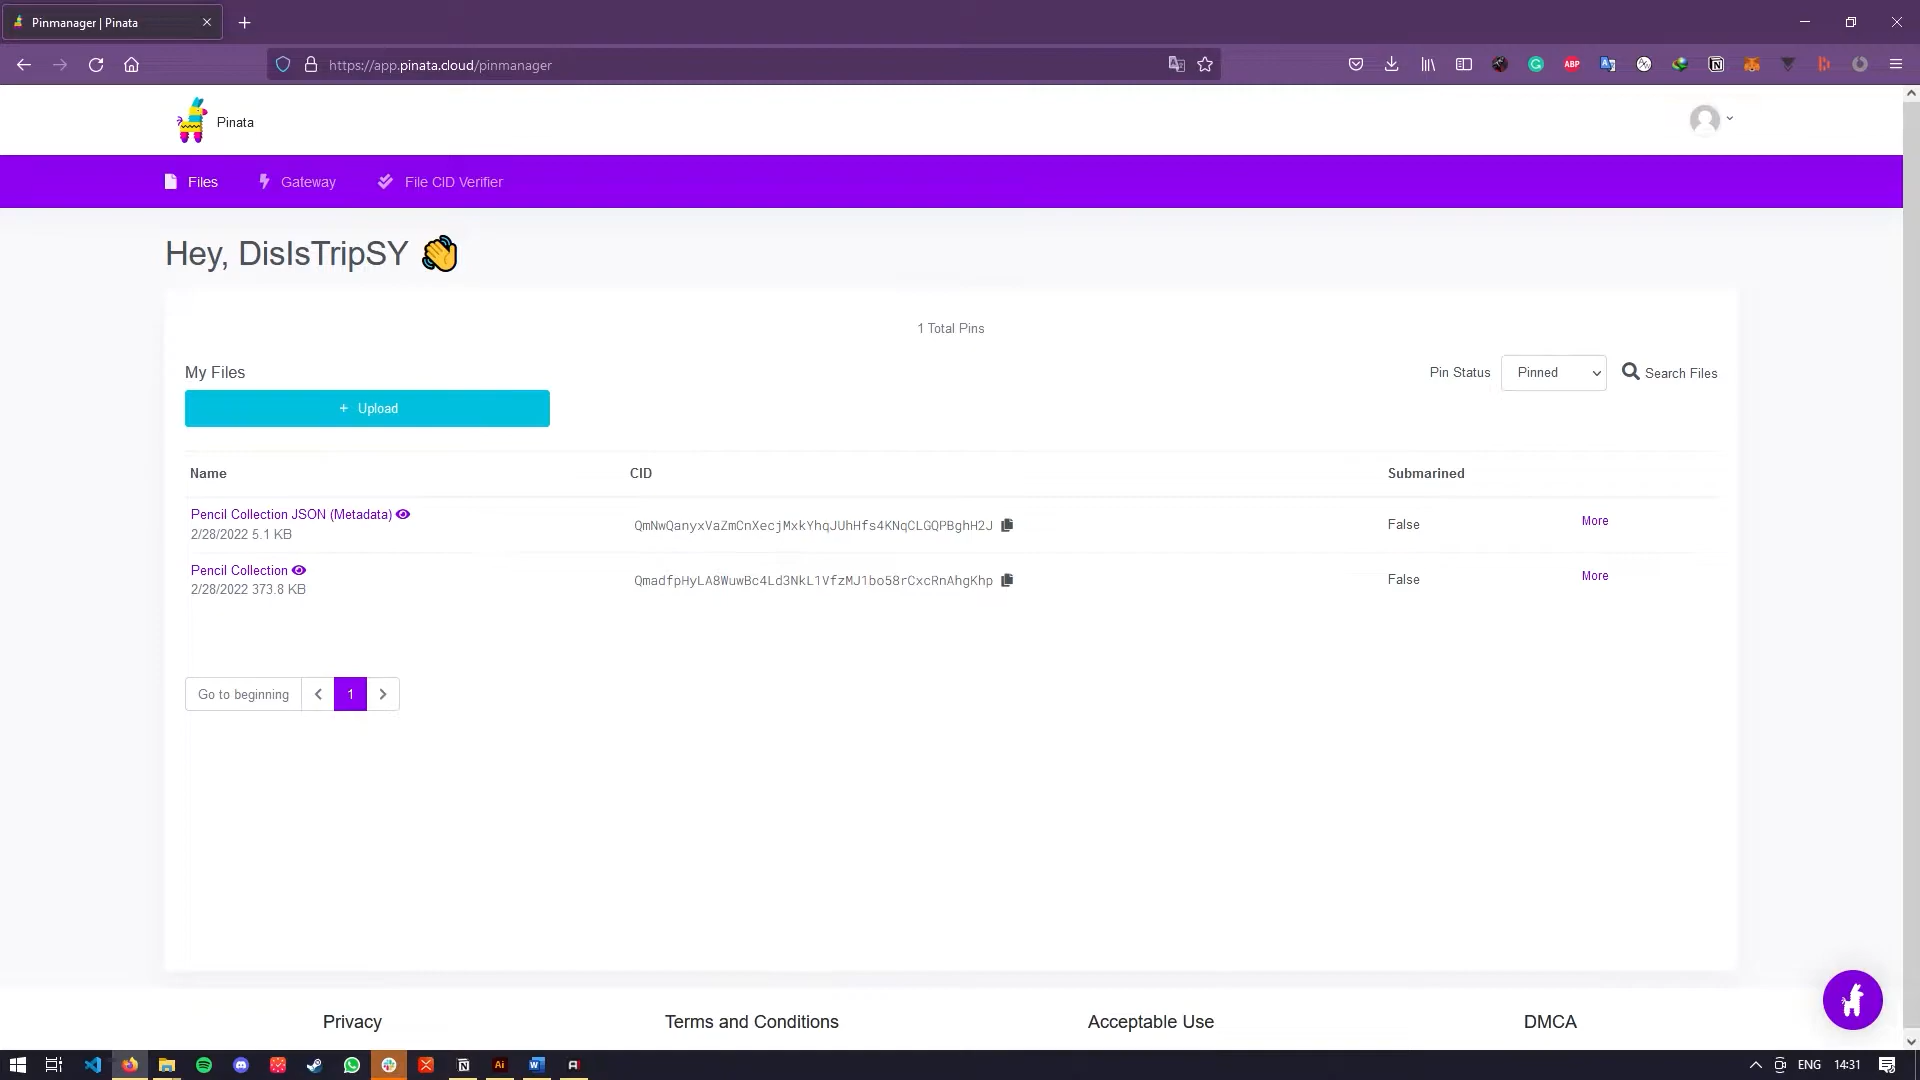 Pinmanager | Pinata
https://app.pinata.cloud/pinmanager
ABP
Pinata
Files
Gateway
File CID Verifier
Hey, DisIsTripSY
1 Total Pins
My Files
Pin Status
Pinned
Search Files
+ Upload
Name
CID
Submarined
Pencil Collection JSON (Metadata)
2/28/2022 5.1 KB
QmNwQanyxVaZmCnXecjMxkYhqJUhHfs4KNqCLGQPBghH2J
False
More
Pencil Collection
2/28/2022 373.8 KB
QmadfpHyLA8WuwBc4Ld3NkL1VfzMJ1bo58rCxcRnAhgKhp
False
More
Go to beginning
1
Privacy
Terms and Conditions
Acceptable Use
DMCA
Ai
ENG
14:31